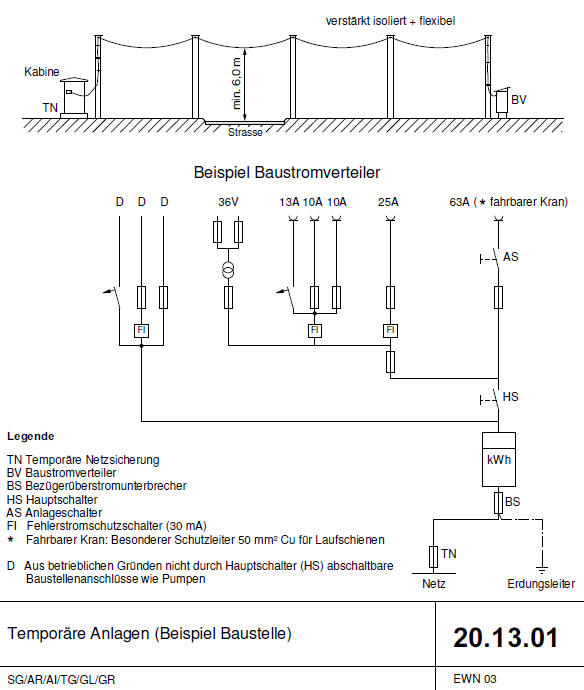 verstärkt isoliert + flexibel
Kabine
TN
min. 6,0 m
BV
Strasse
Beispiel Baustromverteiler
D D D 36V 13A 10A 10A 25A 63A (* fahrbarer Kran)
AS
FI FI FI
HS
kWh
BS
TN
Netz Erdungsleiter
Legende
TN Temporäre Netzsicherung
BV Baustromverteiler
BS Bezügerüberstromunterbrecher
HS Hauptschalter
AS Anlageschalter
FI Fehlerstromschutzschalter (30 mA)
* Fahrbarer Kran: Besonderer Schutzleiter 50 mm² Cu für Laufschienen
D Aus betrieblichen Gründen nicht durch Hauptschalter (HS) abschaltbare
Baustellenanschlüsse wie Pumpen
Temporäre Anlagen (Beispiel Baustelle)
20.13.01
SG/AR/AI/TG/GL/GR
EWN 03